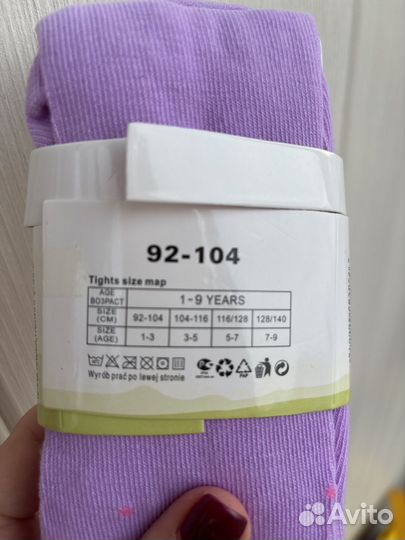 92-104
Tights size map
AGE ВОЗРАСТ 1-9 YEARS
SIZE (CM) 92-104 104-116 116/128 128/140
SIZE (AGE) 1-3 3-5 5-7 7-9
PAP
Wyrób prać po lewej stronie
Avito